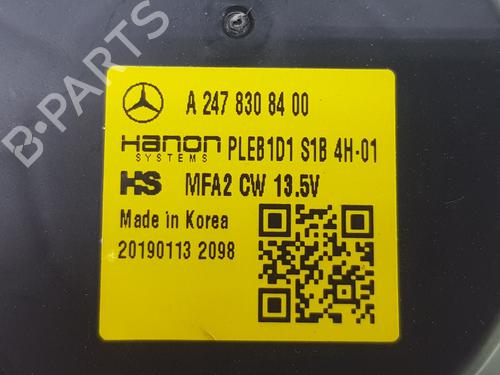 A 247 830 84 00
Hanon SYSTEMS PLEB1D1 S1B 4H-01
HS MFA2 CW 13.5V
Made in Korea
20190113 2098
B-PARTS